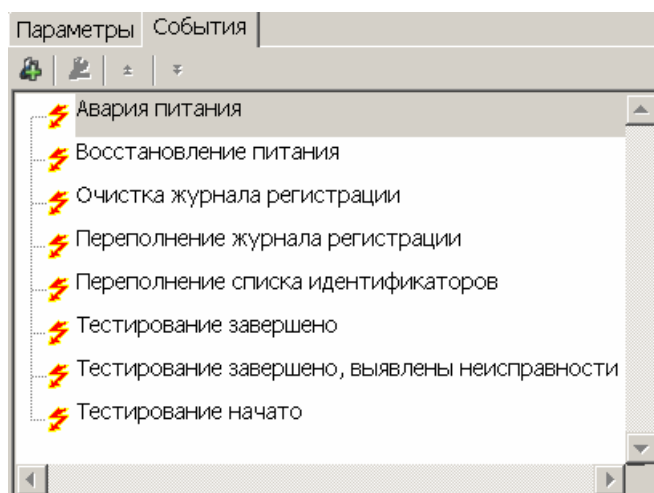 Параметры События
Авария питания
Восстановление питания
Очистка журнала регистрации
Переполнение журнала регистрации
Переполнение списка идентификаторов
Тестирование завершено
Тестирование завершено, выявлены неисправности
Тестирование начато